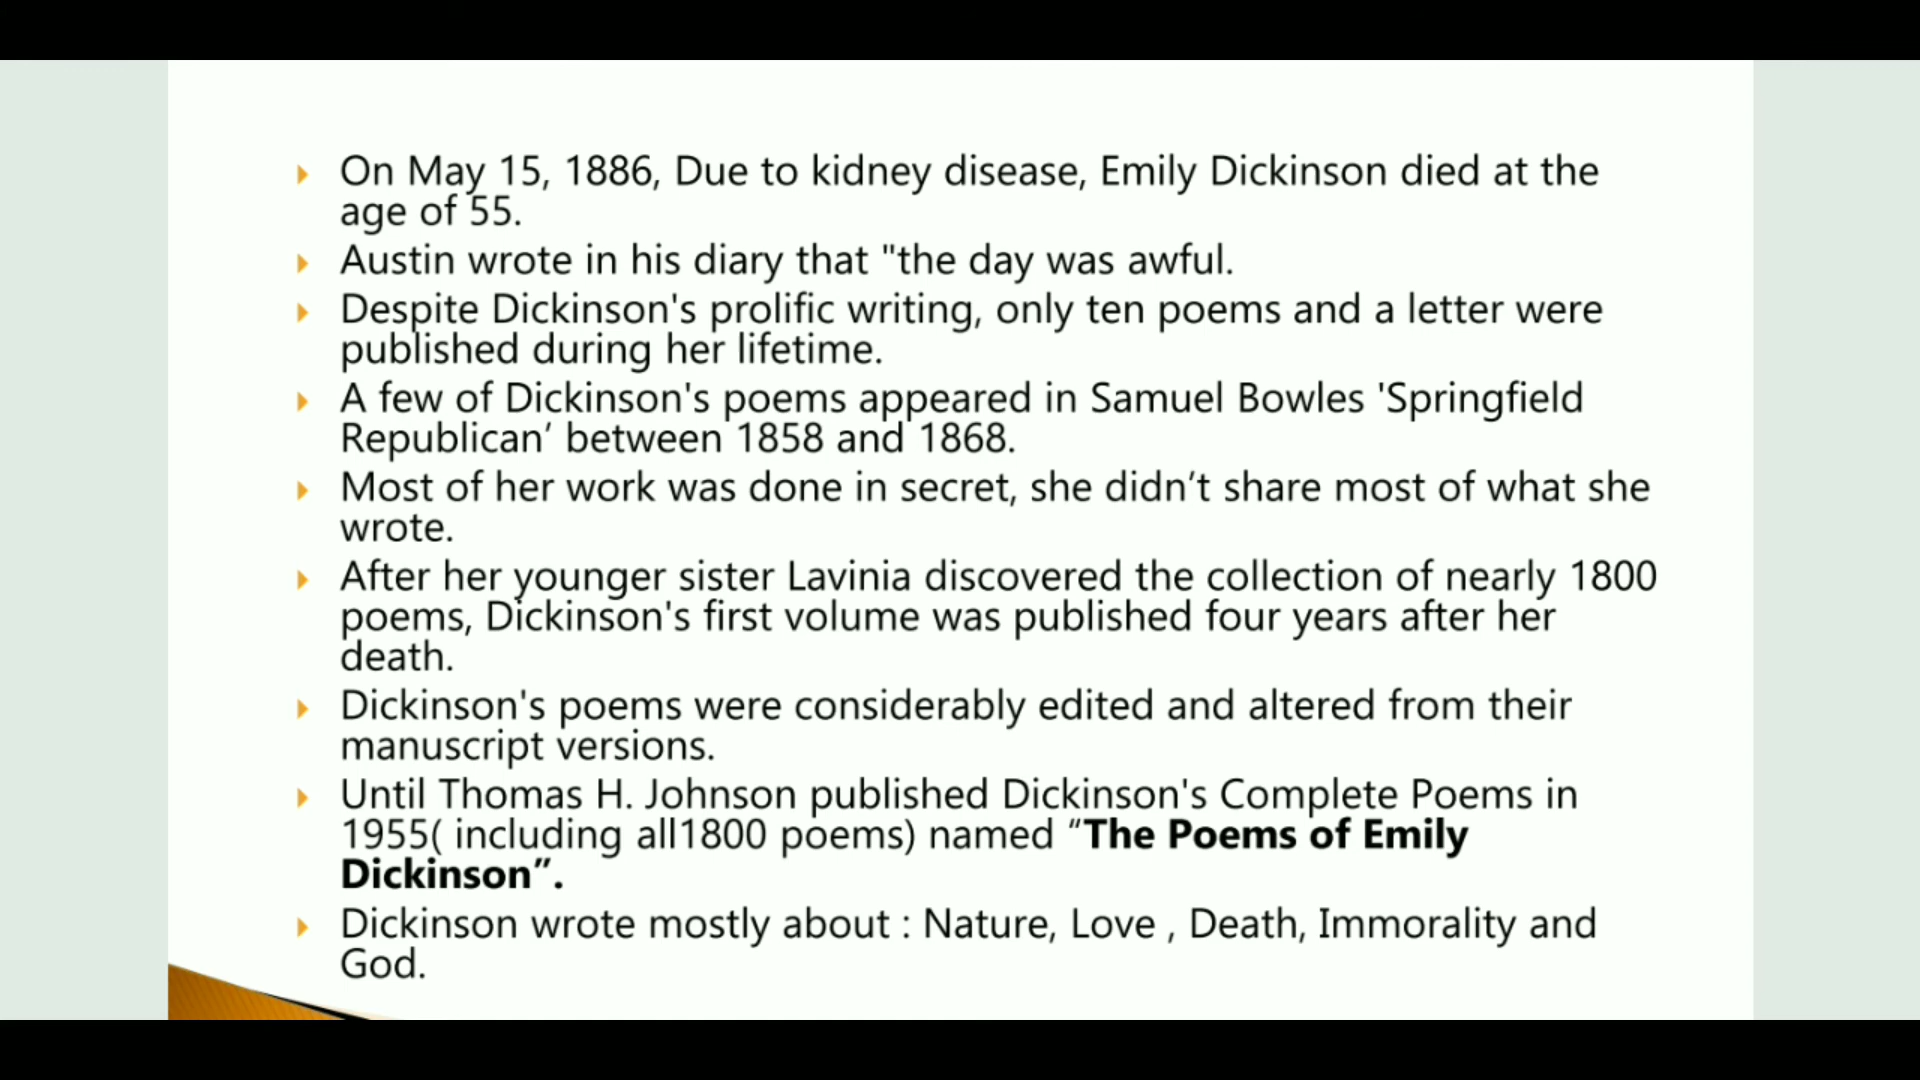 On May 15, 1886, Due to kidney disease, Emily Dickinson died at the
age of 55.
Austin wrote in his diary that "the day was awful.
Despite Dickinson's prolific writing, only ten poems and a letter were
published during her lifetime.
A few of Dickinson's poems appeared in Samuel Bowles 'Springfield
Republican’ between 1858 and 1868.
Most of her work was done in secret, she didn’t share most of what she
wrote.
After her younger sister Lavinia discovered the collection of nearly 1800
poems, Dickinson's first volume was published four years after her
death.
Dickinson's poems were considerably edited and altered from their
manuscript versions.
Until Thomas H. Johnson published Dickinson's Complete Poems in
1955( including all1800 poems) named “The Poems of Emily
Dickinson”.
Dickinson wrote mostly about : Nature, Love , Death, Immorality and
God.